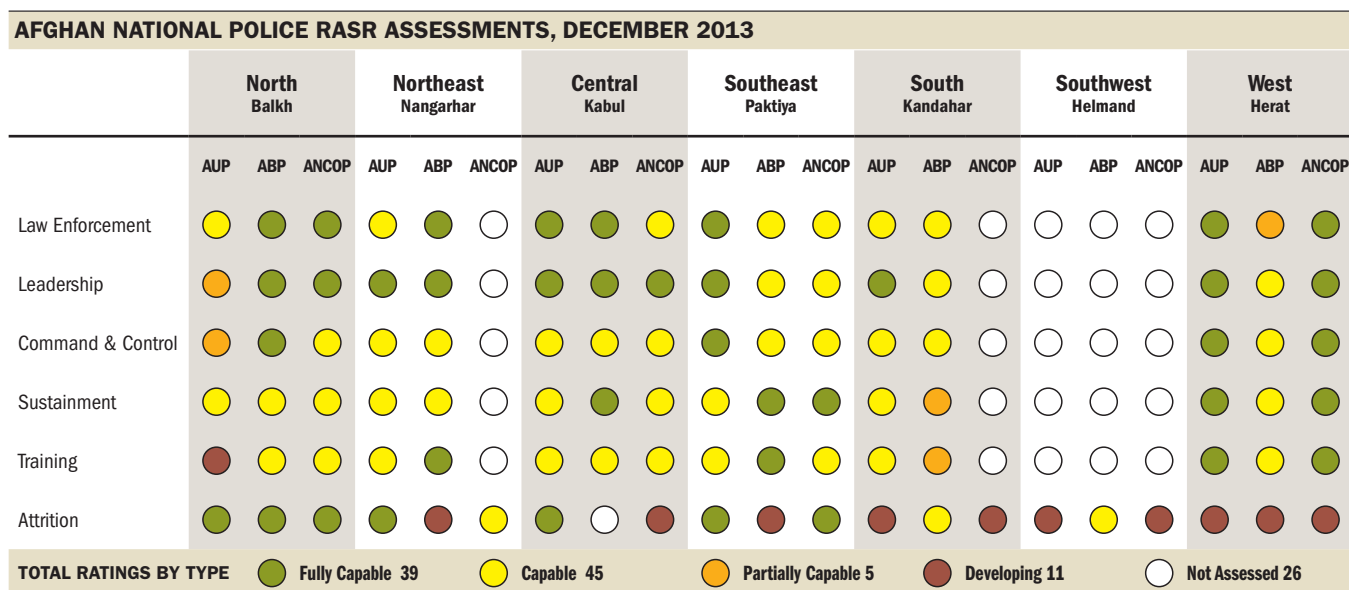 AFGHAN NATIONAL POLICE RASR ASSESSMENTS, DECEMBER 2013
North Northeast Central Southeast South Southwest West
Balkh Nangarhar Kabul Paktiya Kandahar Helmand Herat
AUP ABP ANCOP AUP ABP ANCOP AUP ABP ANCOP AUP ABP ANCOP AUP ABP ANCOP AUP ABP ANCOP AUP ABP ANCOP
Law Enforcement
Leadership
Command & Control
Sustainment
Training
Attrition
TOTAL RATINGS BY TYPE Fully Capable 39 Capable 45 Partially Capable 5 Developing 11 Not Assessed 26